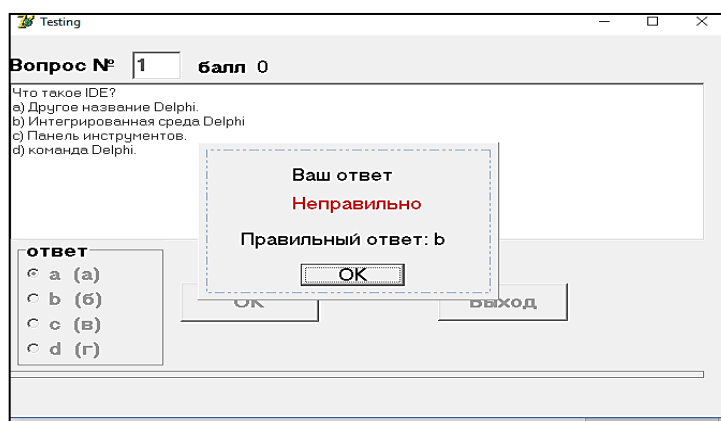 Testing
Вопрос № 1 балл 0
Что такое IDE?
a) Другое название Delphi.
b) Интегрированная среда Delphi
c) Панель инструментов.
d) команда Delphi.
Ваш ответ
Неправильно
Правильный ответ: b
OK
ответ
a (а)
b (б)
c (в)
d (г)
OK
Выход